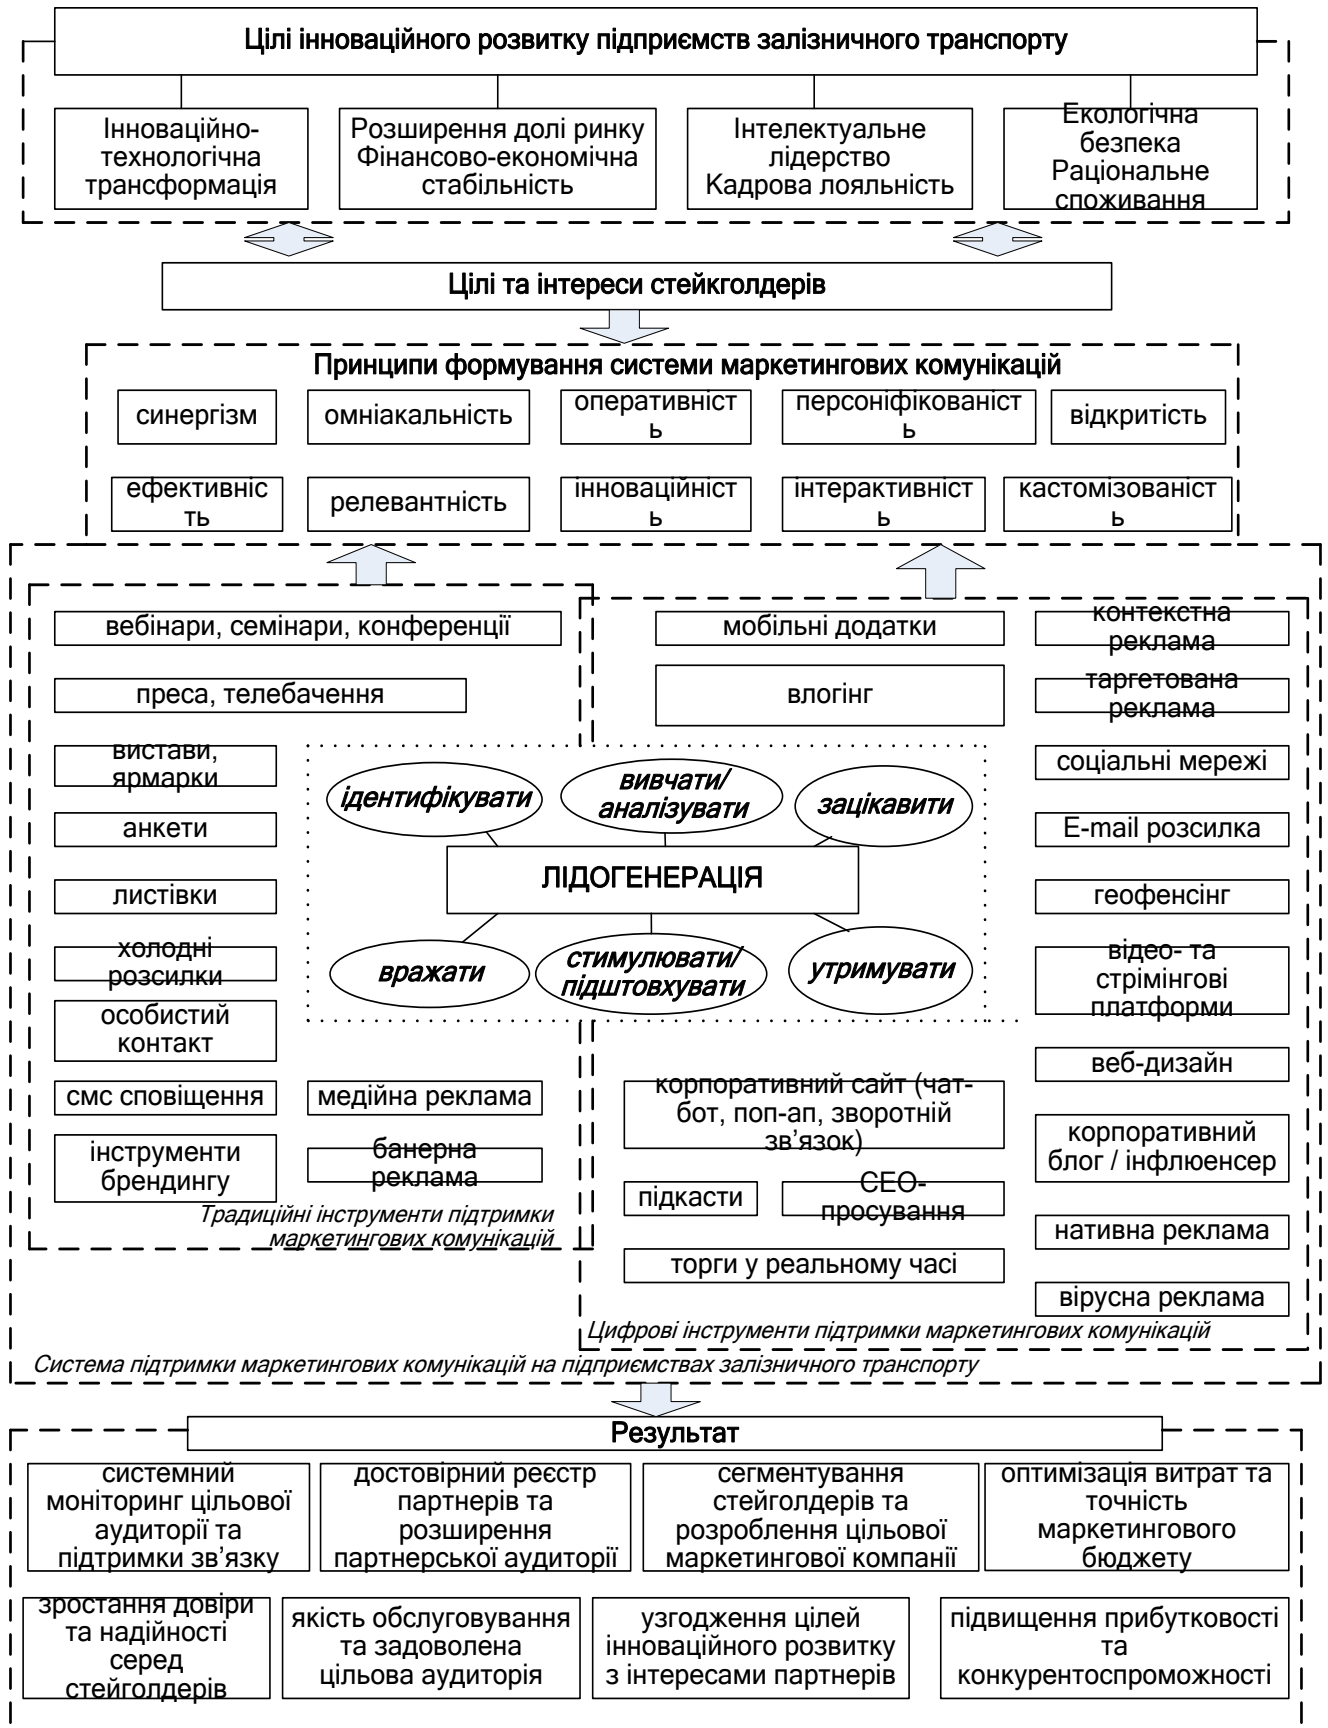 Цілі інноваційного розвитку підприємств залізничного транспорту
Інноваційно-
технологічна
трансформація
Розширення долі ринку
Фінансово-економічна
стабільність
Інтелектуальне
лідерство
Кадрова лояльність
Екологічна
безпека
Раціональне
споживання
Цілі та інтереси стейкголдерів
Принципи формування системи маркетингових комунікацій
синергізм
омніакальність
оперативніст
ь
персоніфікованіст
ь
відкритість
ефективніс
ть
релевантність
інноваційніст
ь
інтерактивніст
ь
кастомізованіст
ь
вебінари, семінари, конференції
преса, телебачення
вистави,
ярмарки
анкети
листівки
холодні
розсилки
особистий
контакт
смс сповіщення
інструменти
брендингу
медійна реклама
банерна
реклама
Традиційні інструменти підтримки
маркетингових комунікацій
ідентифікувати
вивчати/
аналізувати
зацікавити
ЛІДОГЕНЕРАЦІЯ
вражати
стимулювати/
підштовхувати
утримувати
мобільні додатки
влогінг
контекстна
реклама
таргетована
реклама
соціальні мережі
E-mail розсилка
геофенсінг
відео- та
стрімінгові
платформи
веб-дизайн
корпоративний
блог / інфлюенсер
нативна реклама
вірусна реклама
корпоративний сайт (чат-
бот, поп-ап, зворотній
зв’язок)
підкасти
СЕО-
просування
торги у реальному часі
Цифрові інструменти підтримки маркетингових комунікацій
Система підтримки маркетингових комунікацій на підприємствах залізничного транспорту
Результат
системний
моніторинг цільової
аудиторії та
підтримки зв’язку
достовірний реєстр
партнерів та
розширення
партнерської аудиторії
сегментування
стейголдерів та
розроблення цільової
маркетингової компанії
оптимізація витрат та
точність
маркетингового
бюджету
зростання довіри
та надійності
серед
стейголдерів
якість обслуговування
та задоволена
цільова аудиторія
узгодження цілей
інноваційного розвитку
з інтересами партнерів
підвищення прибутковості
та
конкурентоспроможності